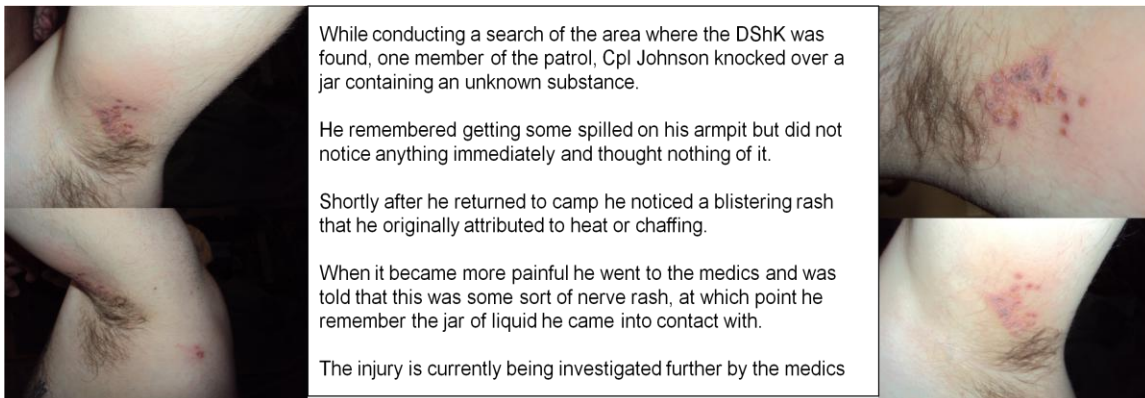 While conducting a search of the area where the DShK was
found, one member of the patrol, Cpl Johnson knocked over a
jar containing an unknown substance.
He remembered getting some spilled on his armpit but did not
notice anything immediately and thought nothing of it.
Shortly after he returned to camp he noticed a blistering rash
that he originally attributed to heat or chaffing.
When it became more painful he went to the medics and was
told that this was some sort of nerve rash, at which point he
remember the jar of liquid he came into contact with.
The injury is currently being investigated further by the medics